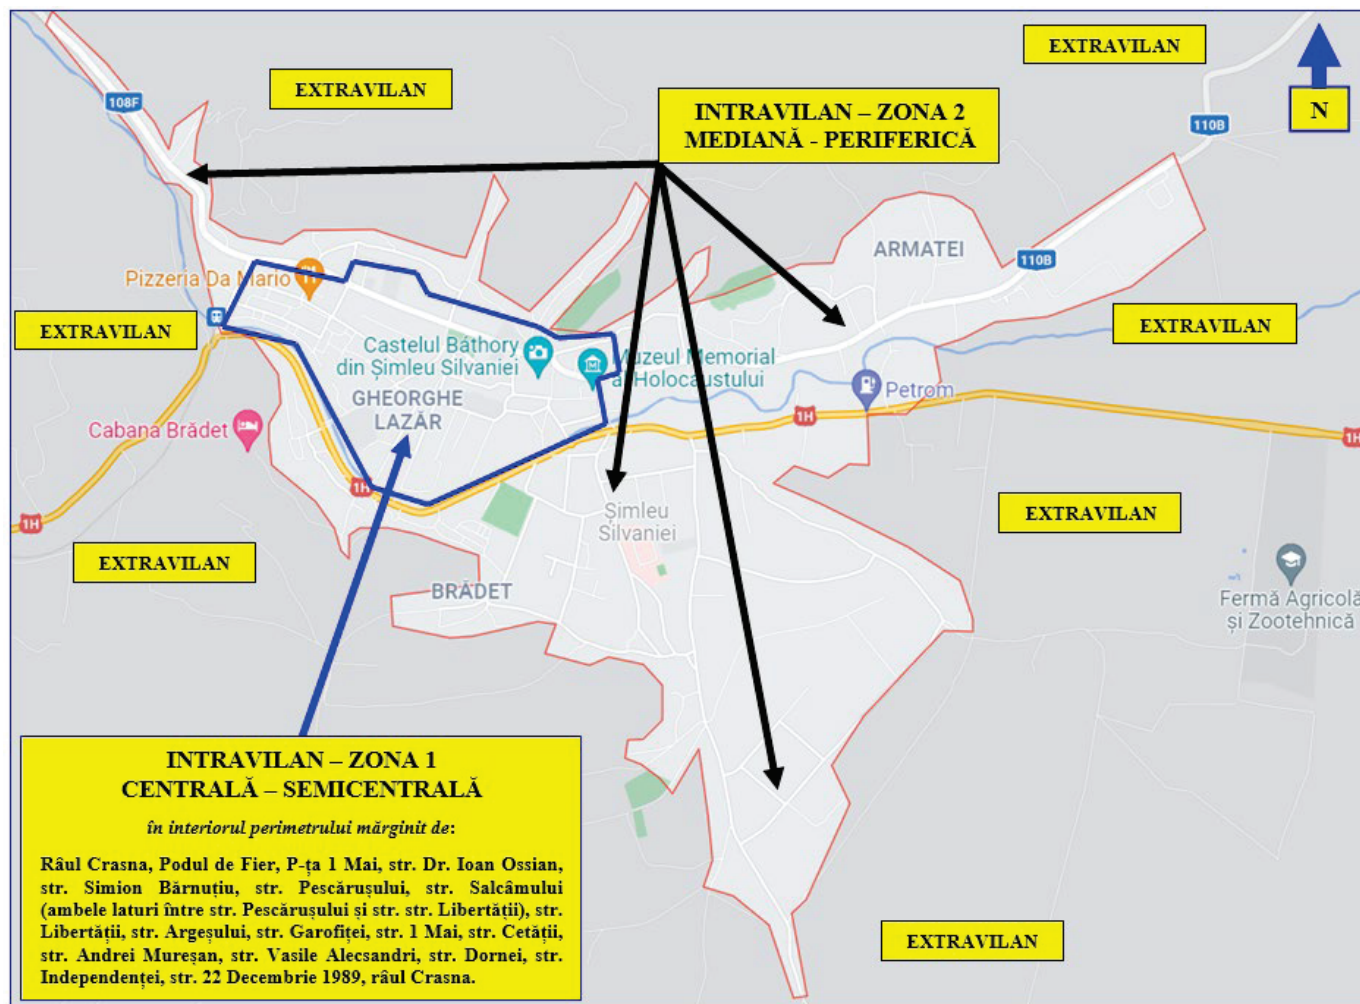 EXTRAVILAN
N
EXTRAVILAN
108F
INTRAVILAN – ZONA 2
MEDIANĂ - PERIFERICĂ
110B
ARMATEI
110B
Pizzeria Da Mario
EXTRAVILAN
EXTRAVILAN
Castelul Báthory
din Șimleu Silvaniei
Muzeul Memorial
al Holocaustului
GHEORGHE
LAZĂR
Petrom
Cabana Brădet
1H
1H
1H
1H
EXTRAVILAN
Șimleu
Silvaniei
EXTRAVILAN
BRĂDET
Fermă Agricolă
și Zootehnică
INTRAVILAN – ZONA 1
CENTRALĂ – SEMICENTRALĂ
în interiorul perimetrului mărginit de:
Râul Crasna, Podul de Fier, P-ța 1 Mai, str. Dr. Ioan Ossian,
str. Simion Bărnuțiu, str. Pescărușului, str. Salcâmului
(ambele laturi între str. Pescărușului și str. str. Libertății), str.
Libertății, str. Argeșului, str. Garofiței, str. 1 Mai, str. Cetății,
str. Andrei Mureșan, str. Vasile Alecsandri, str. Dornei, str.
Independenței, str. 22 Decembrie 1989, râul Crasna.
EXTRAVILAN